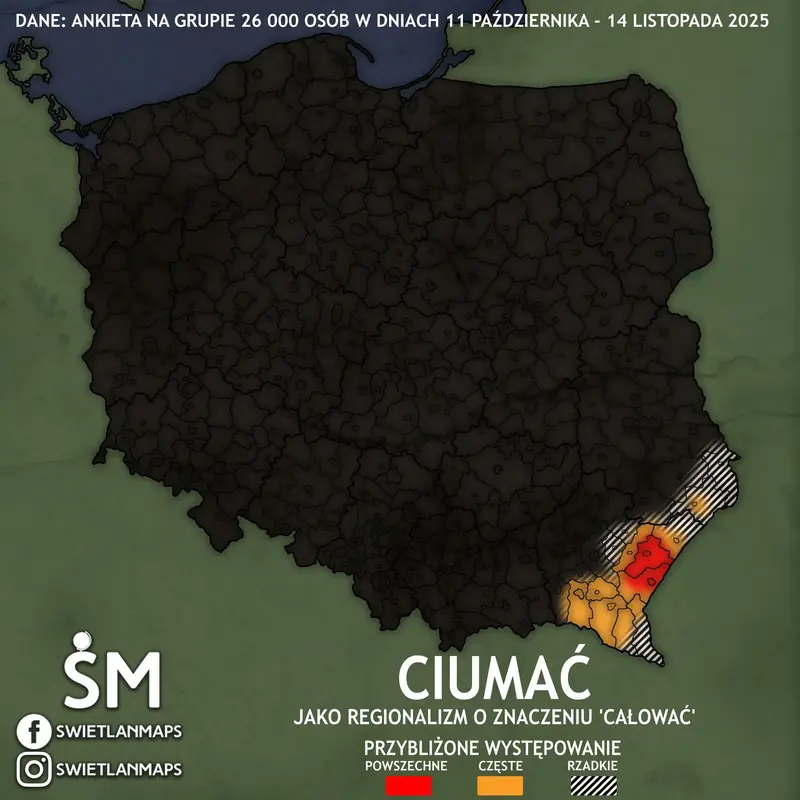 DANE: ANKIETA NA GRUPIE 26 000 OSÓB W DNIACH 11 PAŹDZIERNIKA - 14 LISTOPADA 2025
ŚM
SWIETLANMAPS
SWIETLANMAPS
CIUMAĆ
JAKO REGIONALIZM O ZNACZENIU 'CAŁOWAĆ'
PRZYBLIŻONE WYSTĘPOWANIE
POWSZECHNE CZĘSTE RZADKIE